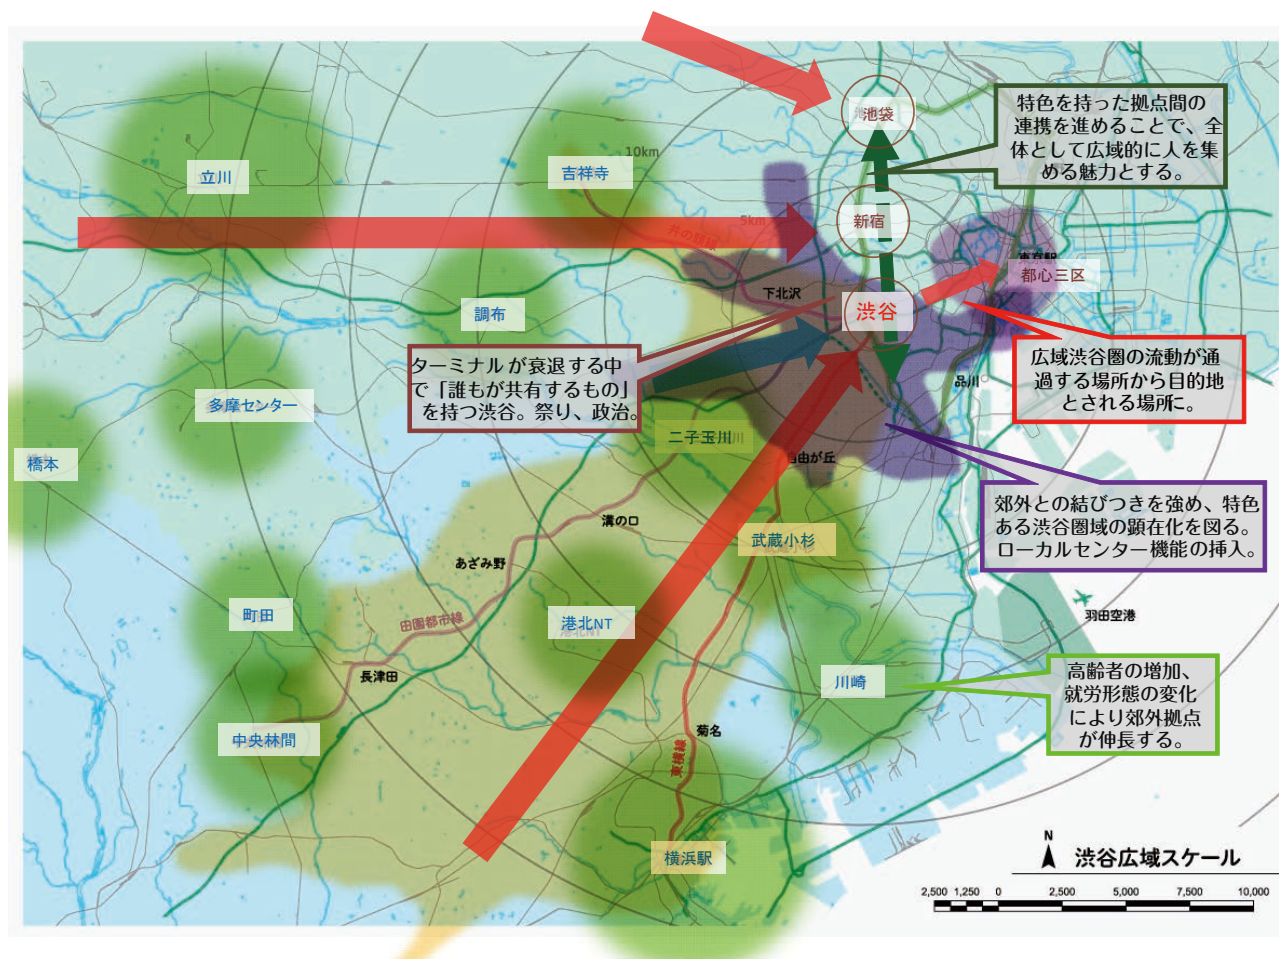 池袋
特色を持った拠点間の
連携を進めることで、全
体として広域的に人を集
める魅力とする。
10km
吉祥寺
立川
5km
新宿
井の頭線
東京駅
都心三区
下北沢
渋谷
調布
ターミナルが衰退する中
で「誰もが共有するもの」
を持つ渋谷。祭り、政治。
広域渋谷圏の流動が通
過する場所から目的地
とされる場所に。
品川
多摩センター
二子玉川
自由が丘
橋本
郊外との結びつきを強め、特色
ある渋谷圏域の顕在化を図る。
ローカルセンター機能の挿入。
溝の口
武蔵小杉
あざみ野
町田
田園都市線
港北NT
港北NT
羽田空港
長津田
川崎
高齢者の増加、
就労形態の変化
により郊外拠点
が伸長する。
中央林間
菊名
東横線
横浜駅
N
渋谷広域スケール
2,500 1,250 0 2,500 5,000 7,500 10,000